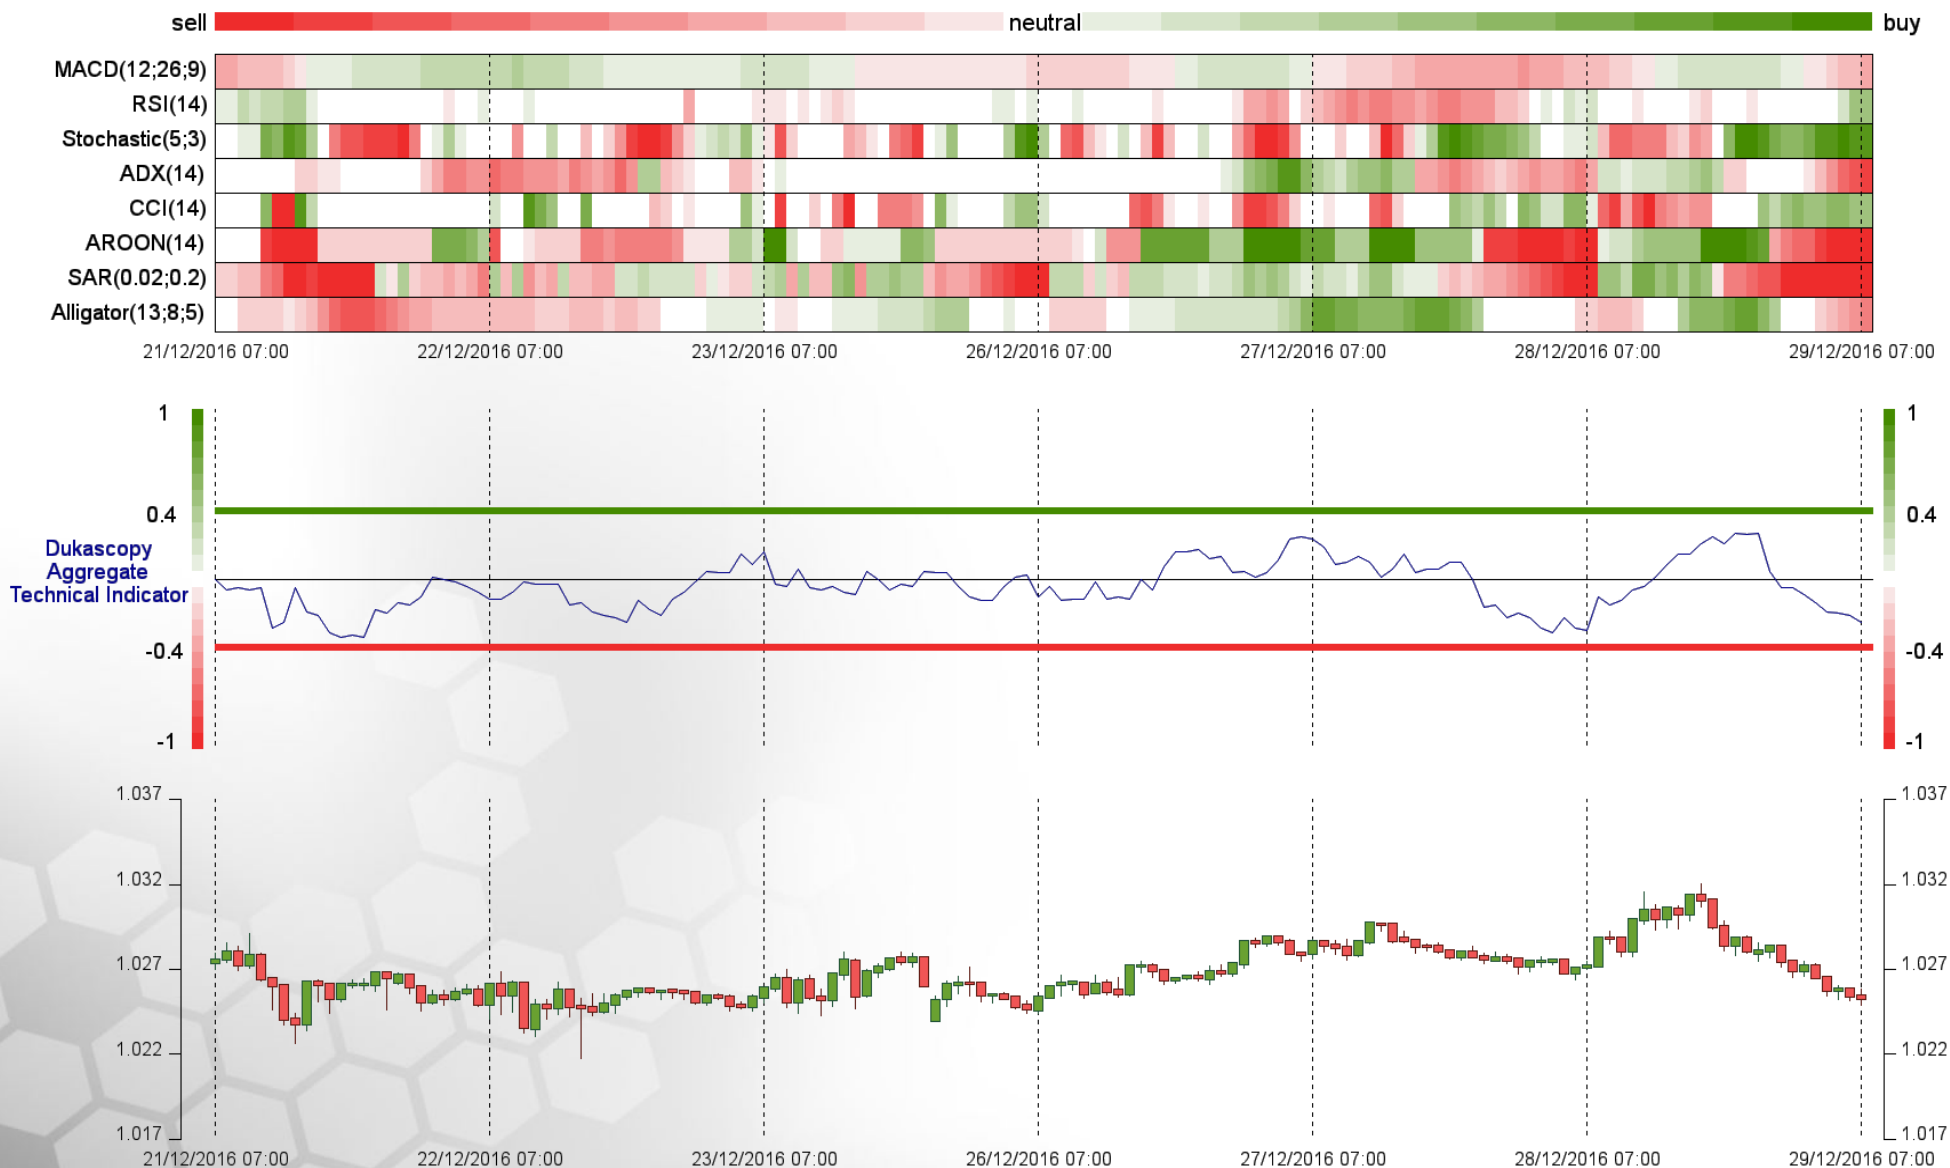 sell neutral buy
MACD(12;26;9)
RSI(14)
Stochastic(5;3)
ADX(14)
CCI(14)
AROON(14)
SAR(0.02;0.2)
Alligator(13;8;5)
21/12/2016 07:00 22/12/2016 07:00 23/12/2016 07:00 26/12/2016 07:00 27/12/2016 07:00 28/12/2016 07:00 29/12/2016 07:00
1 1
0.4 0.4
Dukascopy
Aggregate
Technical Indicator
-0.4 -0.4
-1 -1
1.037 1.037
1.032 1.032
1.027 1.027
1.022 1.022
1.017 1.017
21/12/2016 07:00 22/12/2016 07:00 23/12/2016 07:00 26/12/2016 07:00 27/12/2016 07:00 28/12/2016 07:00 29/12/2016 07:00